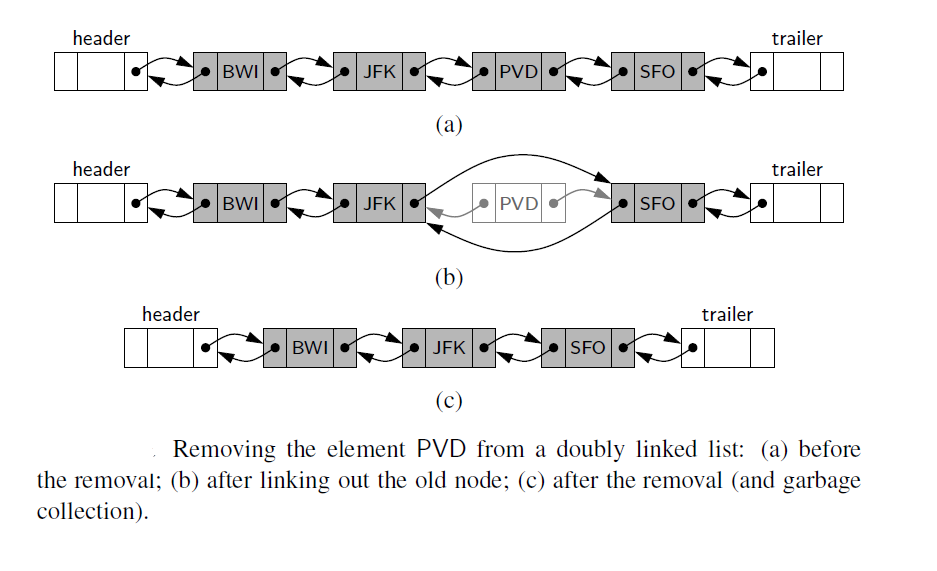 header trailer
BWI JFK PVD SFO
(a)
header trailer
BWI JFK PVD SFO
(b)
header trailer
BWI JFK SFO
(c)
Removing the element PVD from a doubly linked list: (a) before
the removal; (b) after linking out the old node; (c) after the removal (and garbage
collection).